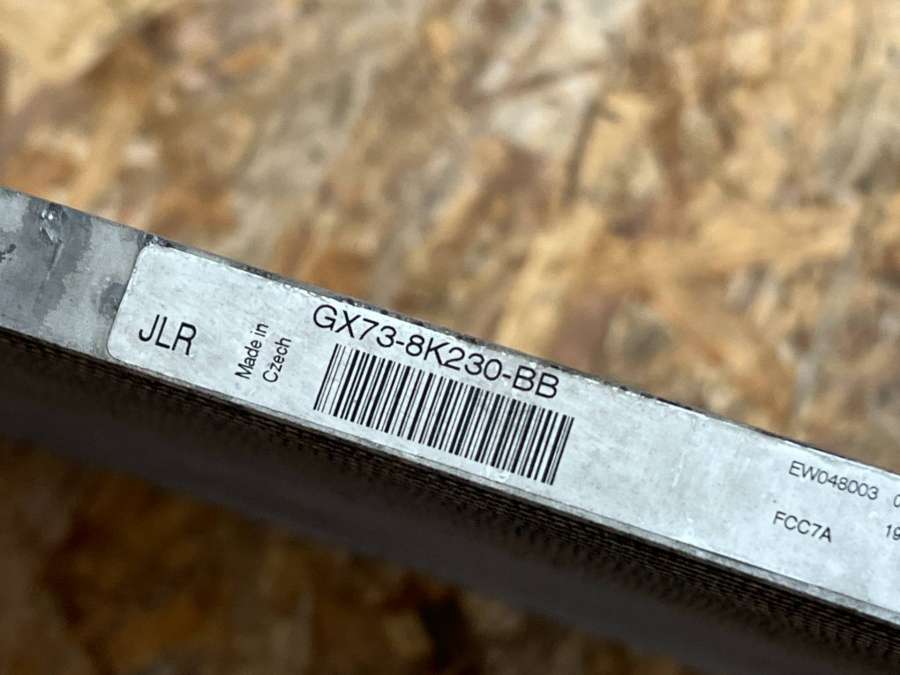 JLR
Made in
Czech
GX73-8K230-BB
EW048003
FCC7A